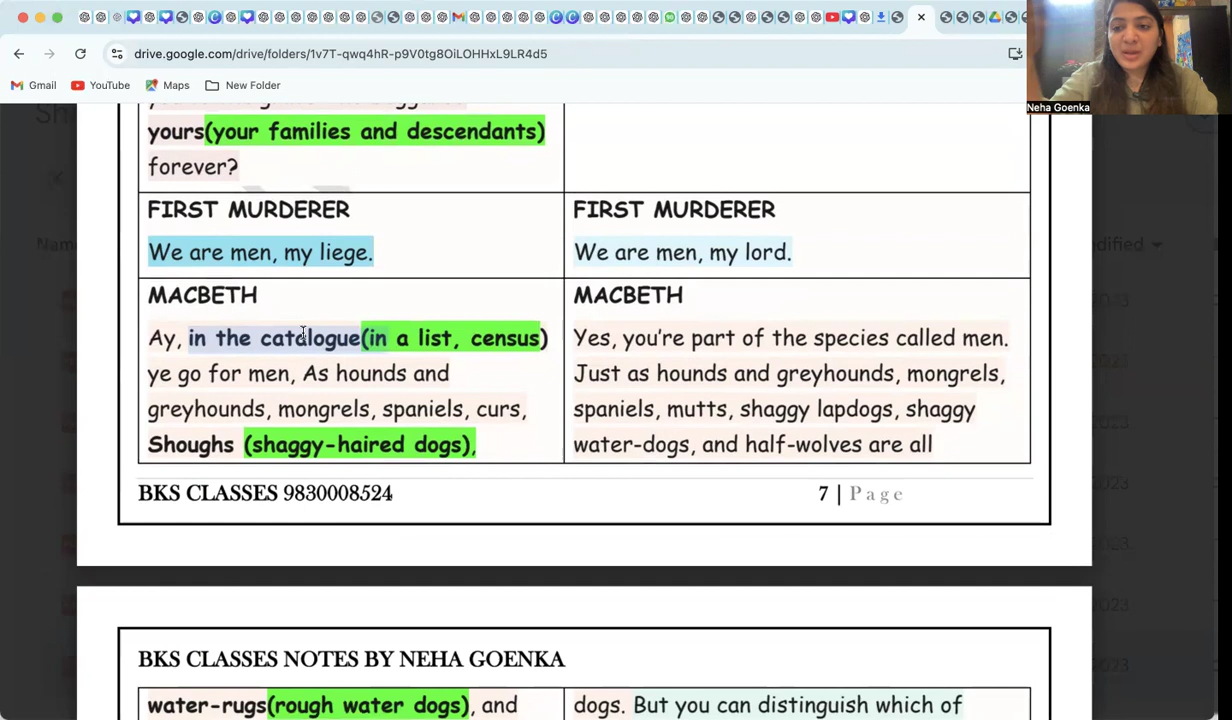 drive.google.com/drive/folders/1v7T-qwq4hR-p9V0tg8OiLOHHxL9LR4d5
Gmail
YouTube
Maps
New Folder
Neha Goenka
yours(your families and descendants)
forever?
FIRST MURDERER
We are men, my liege.
FIRST MURDERER
We are men, my lord.
MACBETH
Ay, in the catalogue(in a list, census)
ye go for men, As hounds and
greyhounds, mongrels, spaniels, curs,
Shoughs (shaggy-haired dogs),
MACBETH
Yes, you're part of the species called men.
Just as hounds and greyhounds, mongrels,
spaniels, mutts, shaggy lapdogs, shaggy
water-dogs, and half-wolves are all
BKS CLASSES 9830008524
7 | Page
BKS CLASSES NOTES BY NEHA GOENKA
water-rugs(rough water dogs), and
dogs. But you can distinguish which of